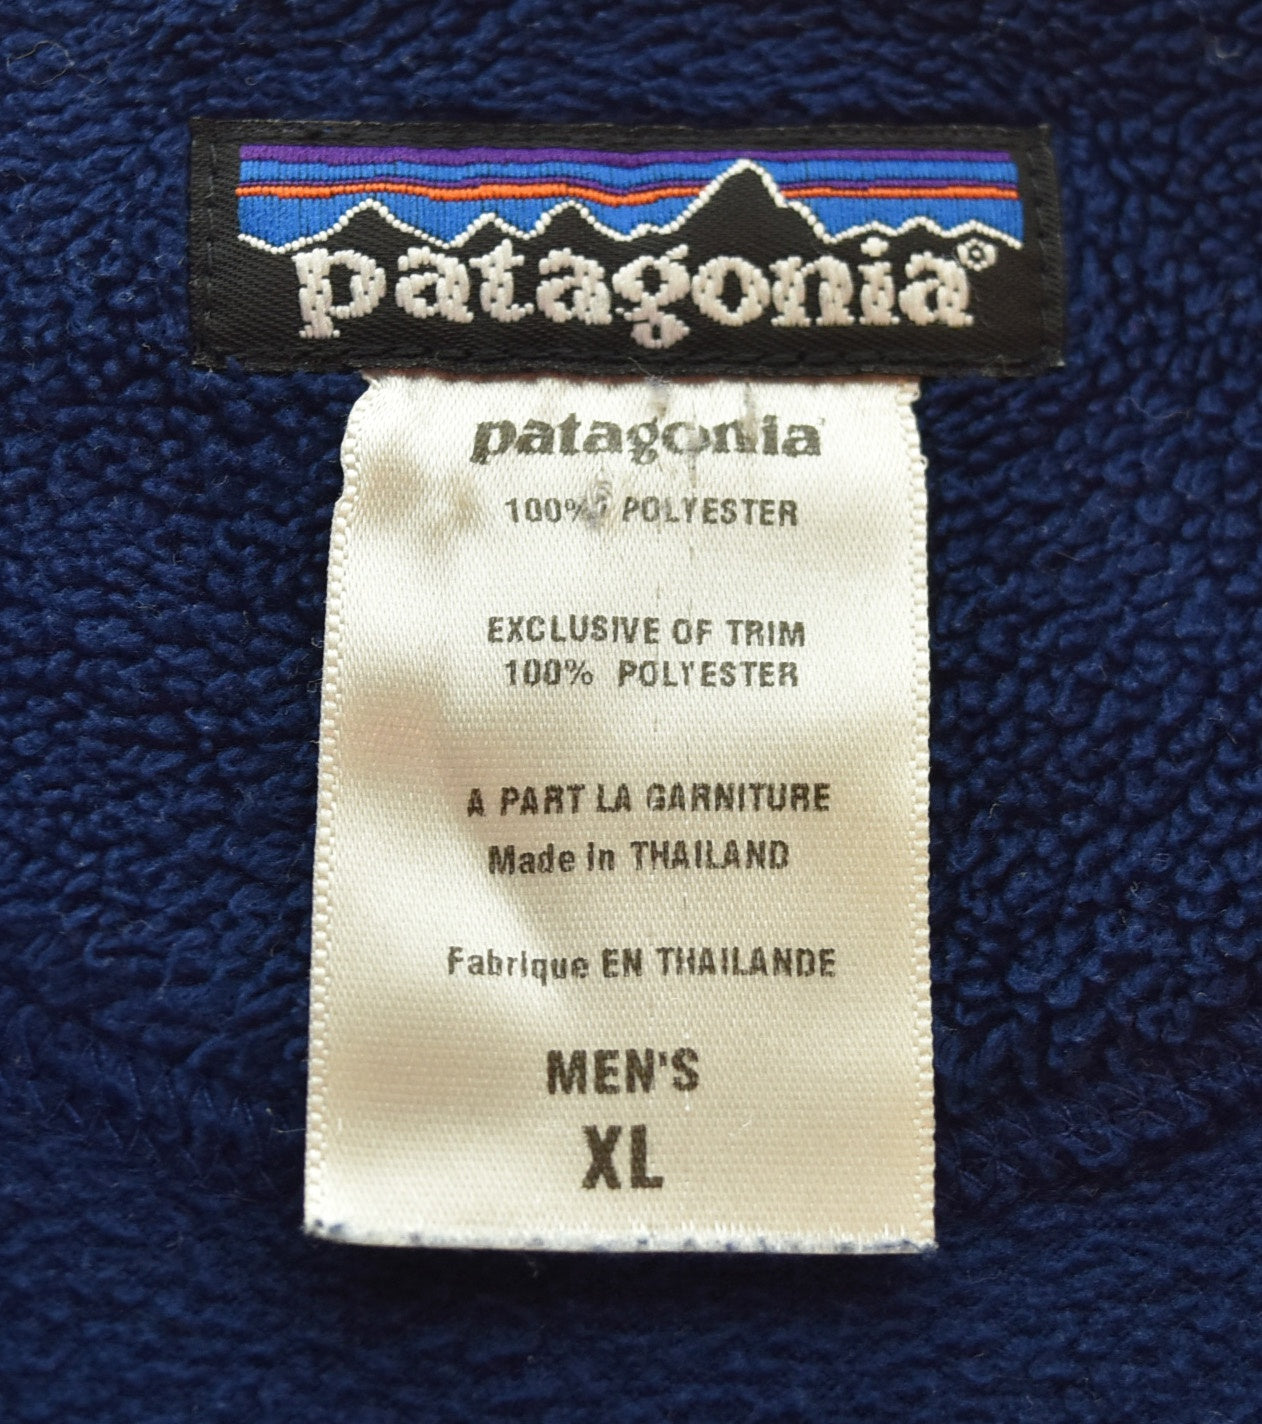 patagonia®
patagonia
100% POLYESTER
EXCLUSIVE OF TRIM
100% POLYESTER
A PART LA GARNITURE
Made in THAILAND
Fabrique EN THAILANDE
MEN'S
XL